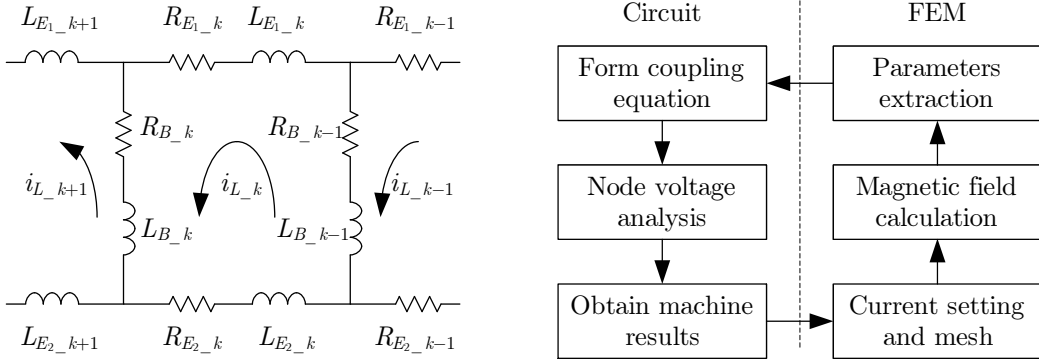 L_{E_1_k+1} R_{E_1_k} L_{E_1_k} R_{E_1_k-1}
R_{B_k} R_{B_k-1}
i_{L_k+1} i_{L_k} i_{L_k-1}
L_{B_k} L_{B_k-1}
L_{E_2_k+1} R_{E_2_k} L_{E_2_k} R_{E_2_k-1}
Circuit
FEM
Form coupling
equation
Parameters
extraction
Node voltage
analysis
Magnetic field
calculation
Obtain machine
results
Current setting
and mesh